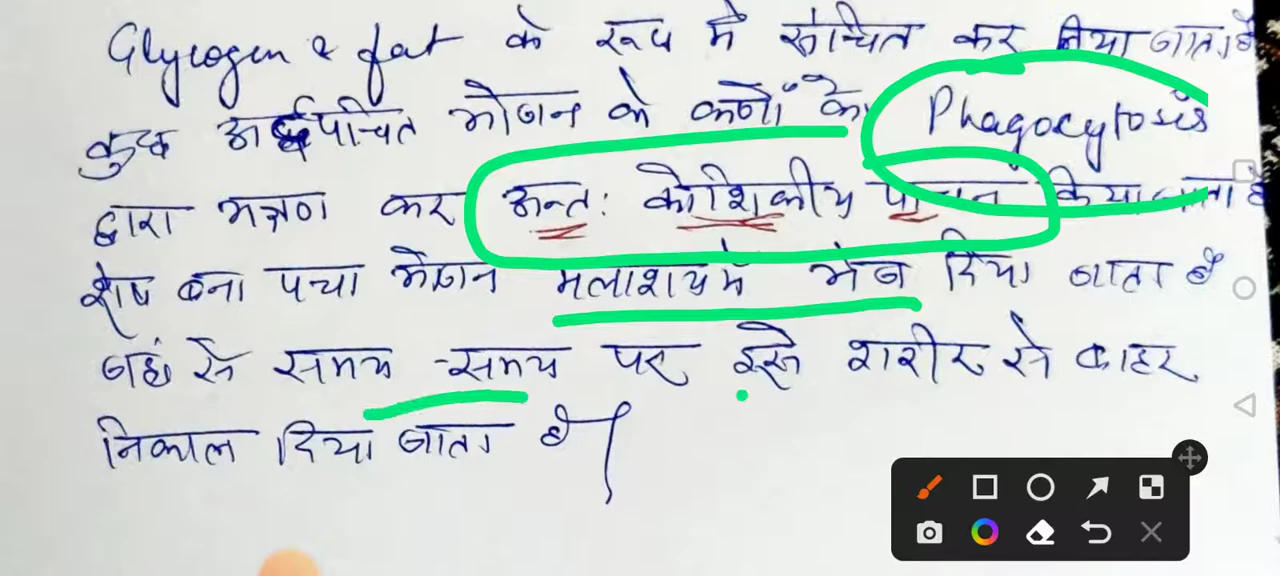 Glycogen & fat के रूप में संचित कर लिया जाता है
कुछ अर्द्धपचित भोजन के कणों को Phagocytosis
द्वारा भक्षण कर अन्त: कोशिकीय पाचन किया जाता है
शेष बना पचा भोजन मलाशय में भेज दिया जाता है
जहां से समय-समय पर इसे शरीर से बाहर
निकाल दिया जाता है।